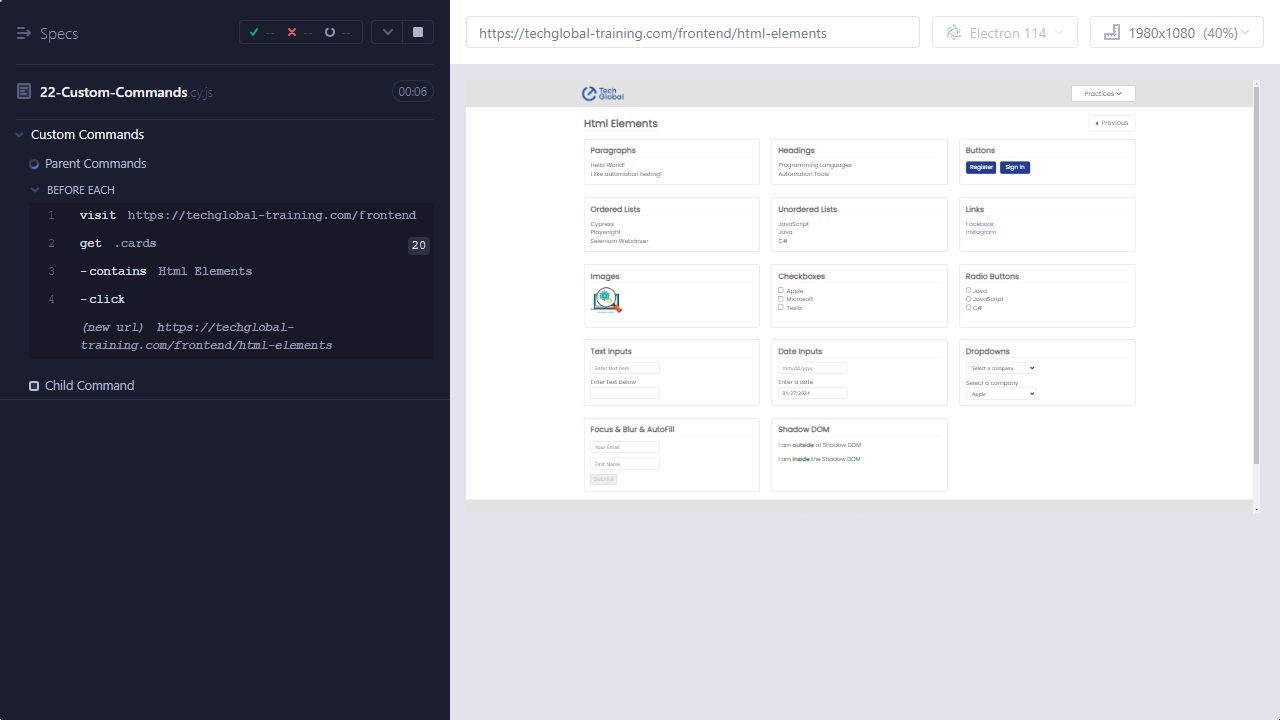 Specs
-- -- --
22-Custom-Commands.cy.js 00:06
Custom Commands
Parent Commands
BEFORE EACH
1 visit ttps://techglobal-training.com/frontend
2 get .cards 20
3 -contains Html Elements
4 -click
(new url) https://techglobal-
training.com/frontend/html-elements
Child Command
https://techglobal-training.com/frontend/html-elements
Electron 114
1980x1080 (40%)
Tech
Global
Practices
Html Elements
Previous
Paragraphs
Hello World!
I like automation testing!
Headings
Programming Languages
Automation Tools
Buttons
Register Sign in
Ordered Lists
Cypress
Playwright
Selenium Webdriver
Unordered Lists
JavaScript
Java
C#
Links
Facebook
Instagram
Images
Checkboxes
Apple
Microsoft
Tesla
Radio Buttons
Java
JavaScript
C#
Text Inputs
Enter text here
Enter text below
Date Inputs
mm/dd/yyyy
Enter a date
01/27/2024
Dropdowns
Select a company...
Select a company
Apple
Focus & Blur & AutoFill
Your Email
First Name
Submit
Shadow DOM
I am outside of Shadow DOM
I am inside the Shadow DOM